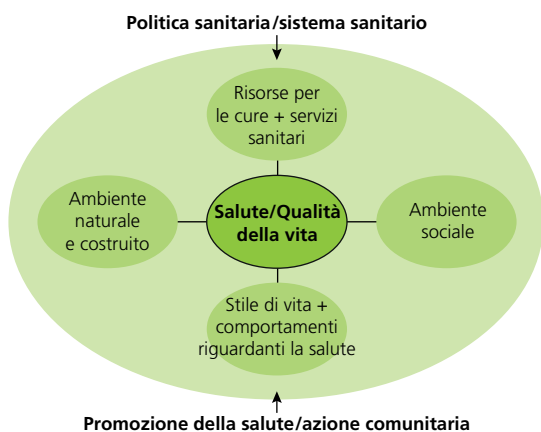 Politica sanitaria/sistema sanitario
Risorse per
le cure + servizi
sanitari
Ambiente
naturale
e costruito
Salute/Qualità
della vita
Ambiente
sociale
Stile di vita +
comportamenti
riguardanti la salute
Promozione della salute/azione comunitaria